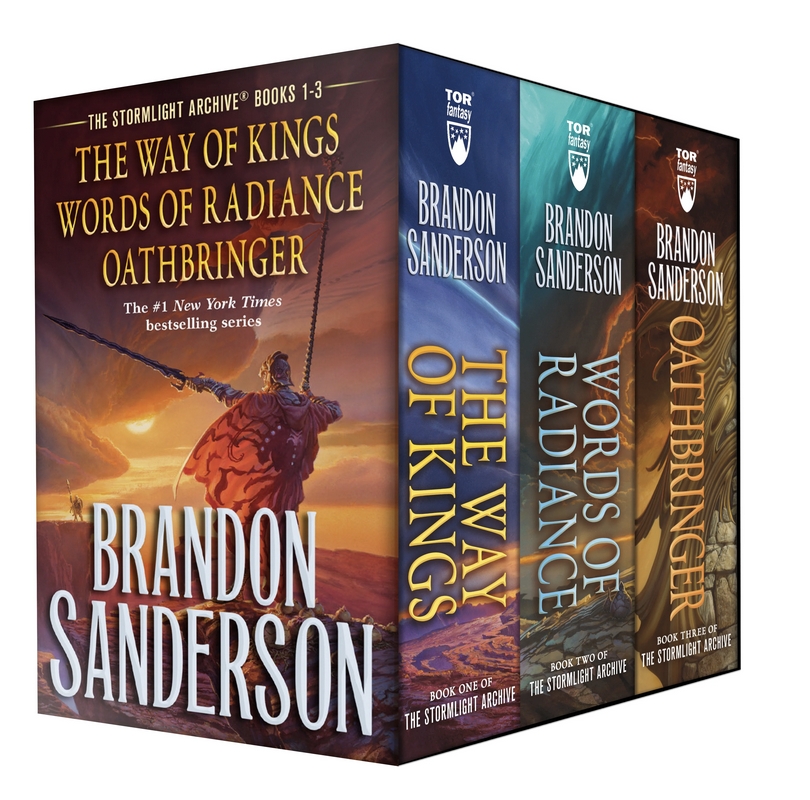 THE STORMLIGHT ARCHIVE® BOOKS 1-3
THE WAY OF KINGS
WORDS OF RADIANCE
OATHBRINGER
The #1 New York Times
bestselling series
BRANDON
SANDERSON
TOR®
fantasy
BRANDON
SANDERSON
THE WAY
OF KINGS
BOOK ONE OF
THE STORMLIGHT ARCHIVE
TOR®
fantasy
BRANDON
SANDERSON
WORDS OF
RADIANCE
BOOK TWO OF
THE STORMLIGHT ARCHIVE
TOR®
fantasy
BRANDON
SANDERSON
OATHBRINGER
BOOK THREE OF
THE STORMLIGHT ARCHIVE